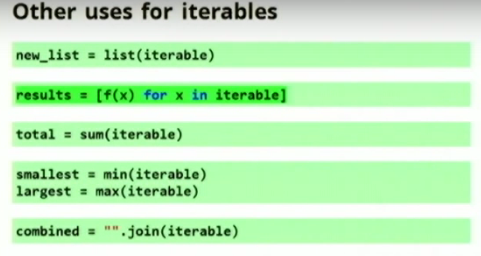 Other uses for iterables
new_list = list(iterable)
results = [f(x) for x in iterable]
total = sum(iterable)
smallest = min(iterable)
largest = max(iterable)
combined = "".join(iterable)